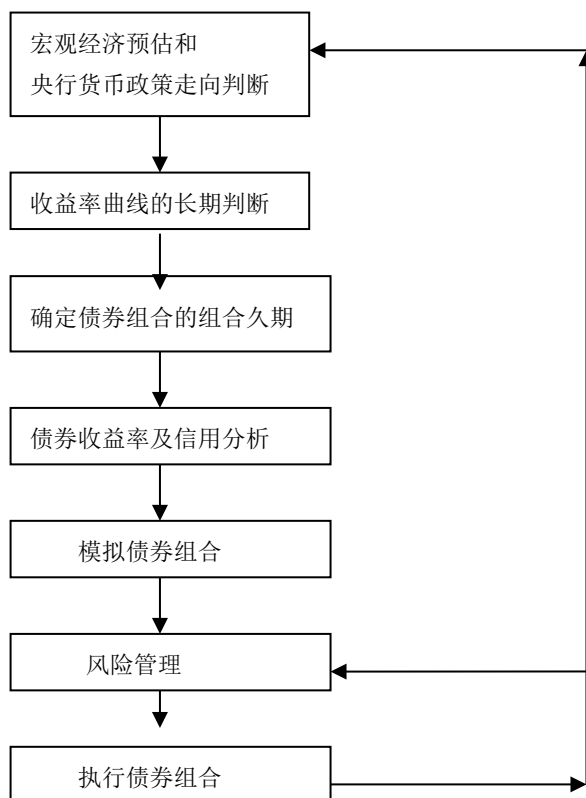 宏观经济预估和
央行货币政策走向判断
收益率曲线的长期判断
确定债券组合的组合久期
债券收益率及信用分析
模拟债券组合
风险管理
执行债券组合